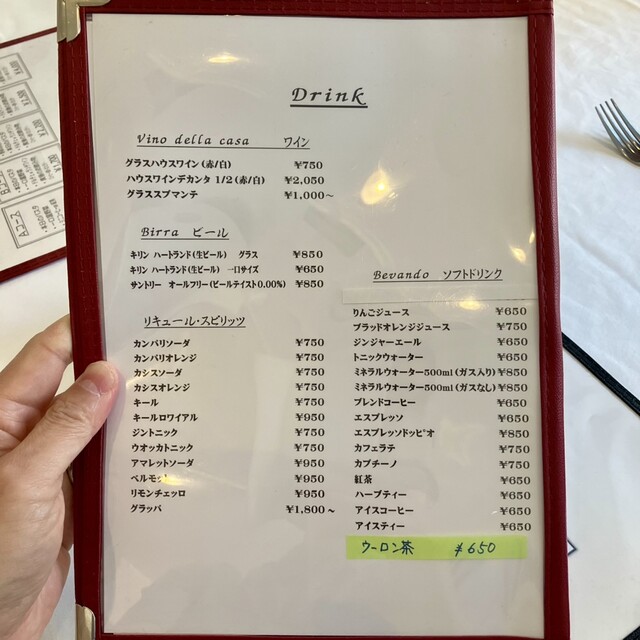 Drink
Vino della casa ワイン
グラスハウスワイン(赤/白) ¥750
ハウスワインデカンタ 1/2(赤/白) ¥2,050
グラススプマンテ ¥1,000～
Birra ビール
キリン ハートランド(生ビール) グラス ¥850
キリン ハートランド(生ビール) 一口サイズ ¥650
サントリー オールフリー(ビールテイスト0.00%) ¥850
リキュール・スピリッツ
カンパリソーダ ¥750
カンパリオレンジ ¥750
カシスソーダ ¥750
カシスオレンジ ¥750
キール ¥750
キールロワイアル ¥950
ジントニック ¥750
ウオッカトニック ¥750
アマレットソーダ ¥950
ベルモット ¥950
リモンチェッロ ¥950
グラッパ ¥1,800～
Bevando ソフトドリンク
りんごジュース ¥650
ブラッドオレンジジュース ¥750
ジンジャーエール ¥650
トニックウォーター ¥650
ミネラルウォーター500ml(ガス入り) ¥850
ミネラルウォーター500ml(ガスなし) ¥850
ブレンドコーヒー ¥650
エスプレッソ ¥650
エスプレッソドッピオ ¥850
カフェラテ ¥750
カプチーノ ¥750
紅茶 ¥650
ハーブティー ¥650
アイスコーヒー ¥650
アイスティー ¥650
ウーロン茶 ¥650